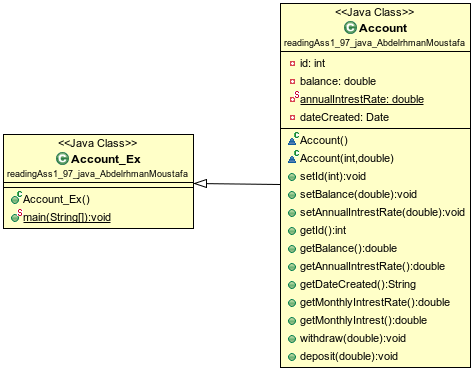 <<Java Class>>
Account_Ex
readingAss1_97_java_AbdelrhmanMoustafa
Account_Ex()
main(String[]):void
<<Java Class>>
Account
readingAss1_97_java_AbdelrhmanMoustafa
id: int
balance: double
annualIntrestRate: double
dateCreated: Date
Account()
Account(int,double)
setId(int):void
setBalance(double):void
setAnnualIntrestRate(double):void
getId():int
getBalance():double
getAnnualIntrestRate():double
getDateCreated():String
getMonthlyIntrestRate():double
getMonthlyIntrest():double
withdraw(double):void
deposit(double):void